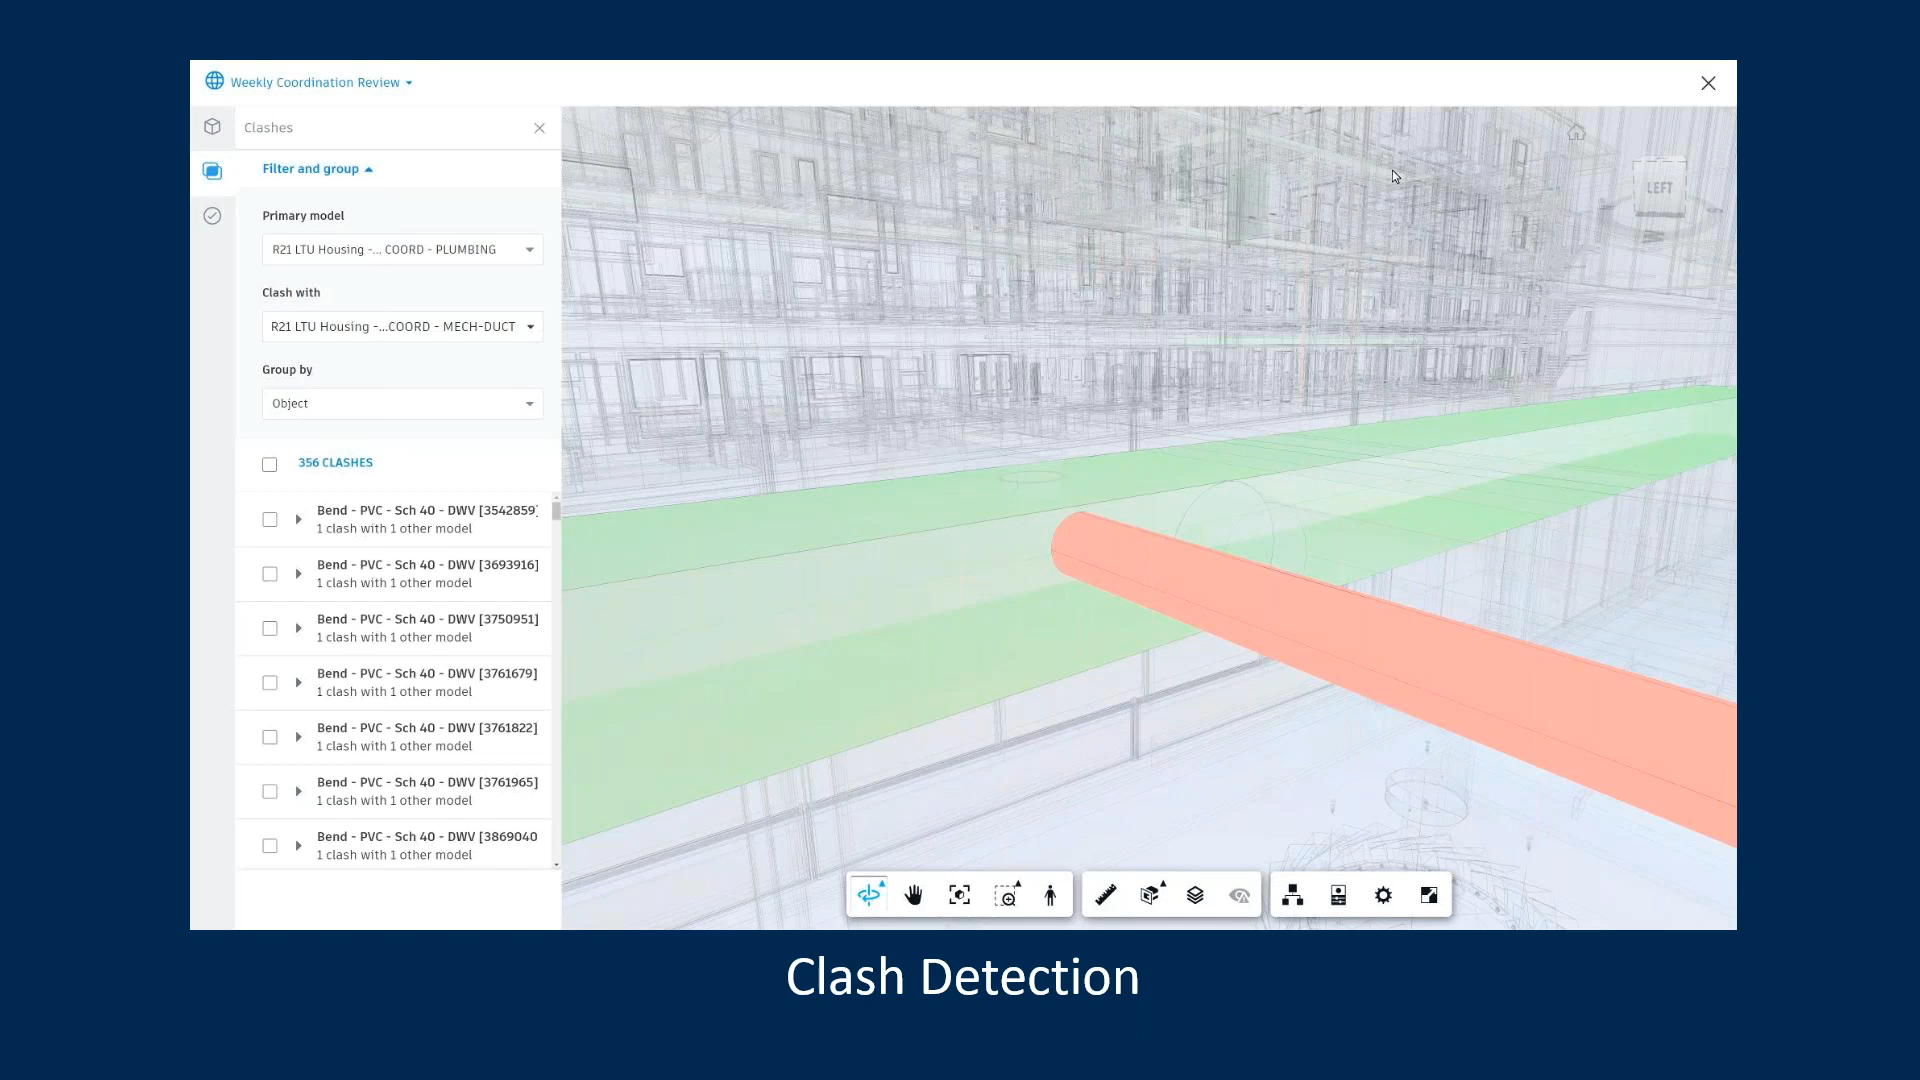 Weekly Coordination Review
Clashes
Filter and group
Primary model
R21 LTU Housing -... COORD - PLUMBING
Clash with
R21 LTU Housing -...COORD - MECH-DUCT
Group by
Object
356 CLASHES
Bend - PVC - Sch 40 - DWV [3542859]
1 clash with 1 other model
Bend - PVC - Sch 40 - DWV [3693916]
1 clash with 1 other model
Bend - PVC - Sch 40 - DWV [3750951]
1 clash with 1 other model
Bend - PVC - Sch 40 - DWV [3761679]
1 clash with 1 other model
Bend - PVC - Sch 40 - DWV [3761822]
1 clash with 1 other model
Bend - PVC - Sch 40 - DWV [3761965]
1 clash with 1 other model
Bend - PVC - Sch 40 - DWV [3869040
1 clash with 1 other model
LEFT
W
Clash Detection